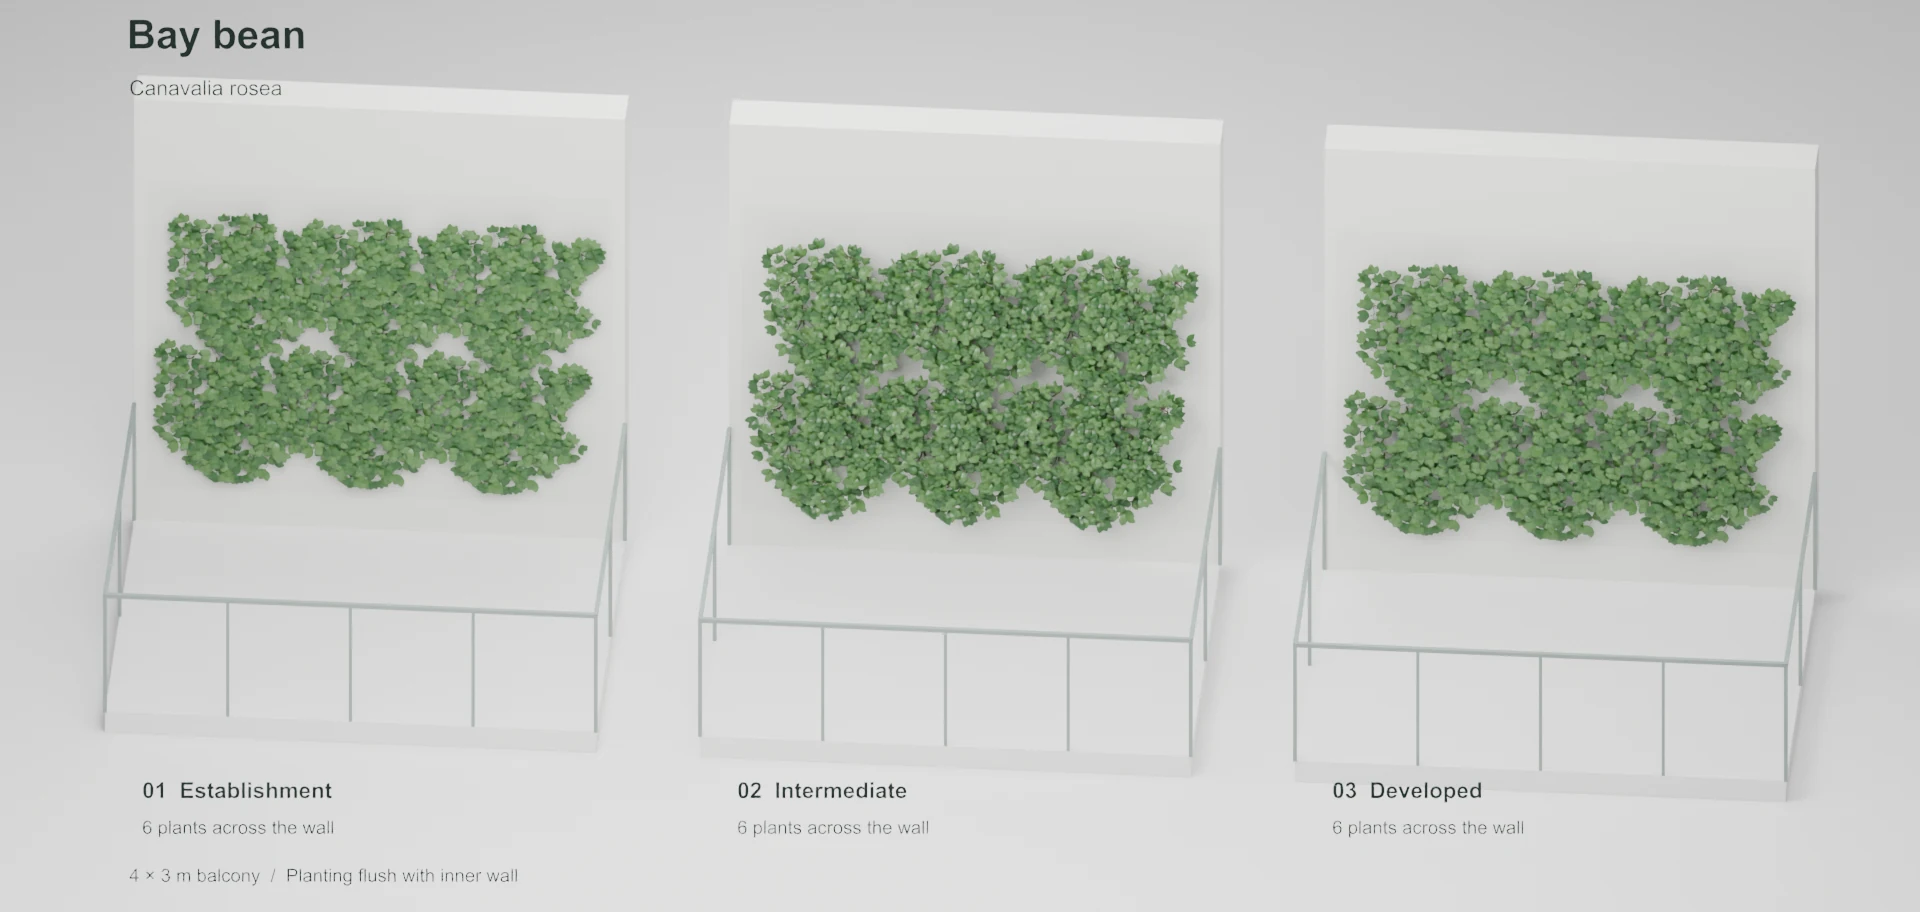 Bay bean
Canavalia rosea
01 Establishment
6 plants across the wall
02 Intermediate
6 plants across the wall
03 Developed
6 plants across the wall
4 × 3 m balcony / Planting flush with inner wall